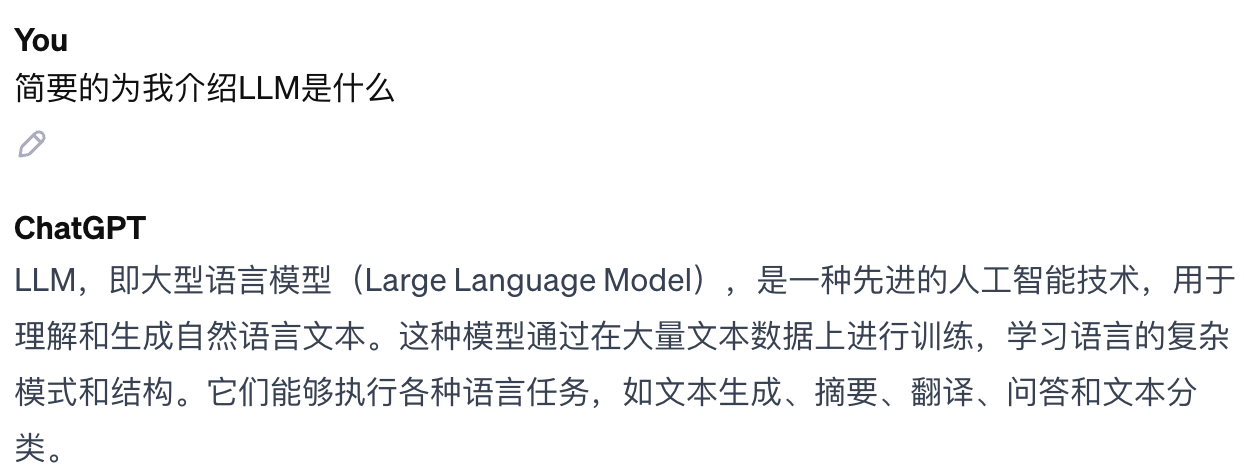 You
简要的为我介绍LLM是什么
ChatGPT
LLM，即大型语言模型（Large Language Model），是一种先进的人工智能技术，用于
理解和生成自然语言文本。这种模型通过在大量文本数据上进行训练，学习语言的复杂
模式和结构。它们能够执行各种语言任务，如文本生成、摘要、翻译、问答和文本分
类。